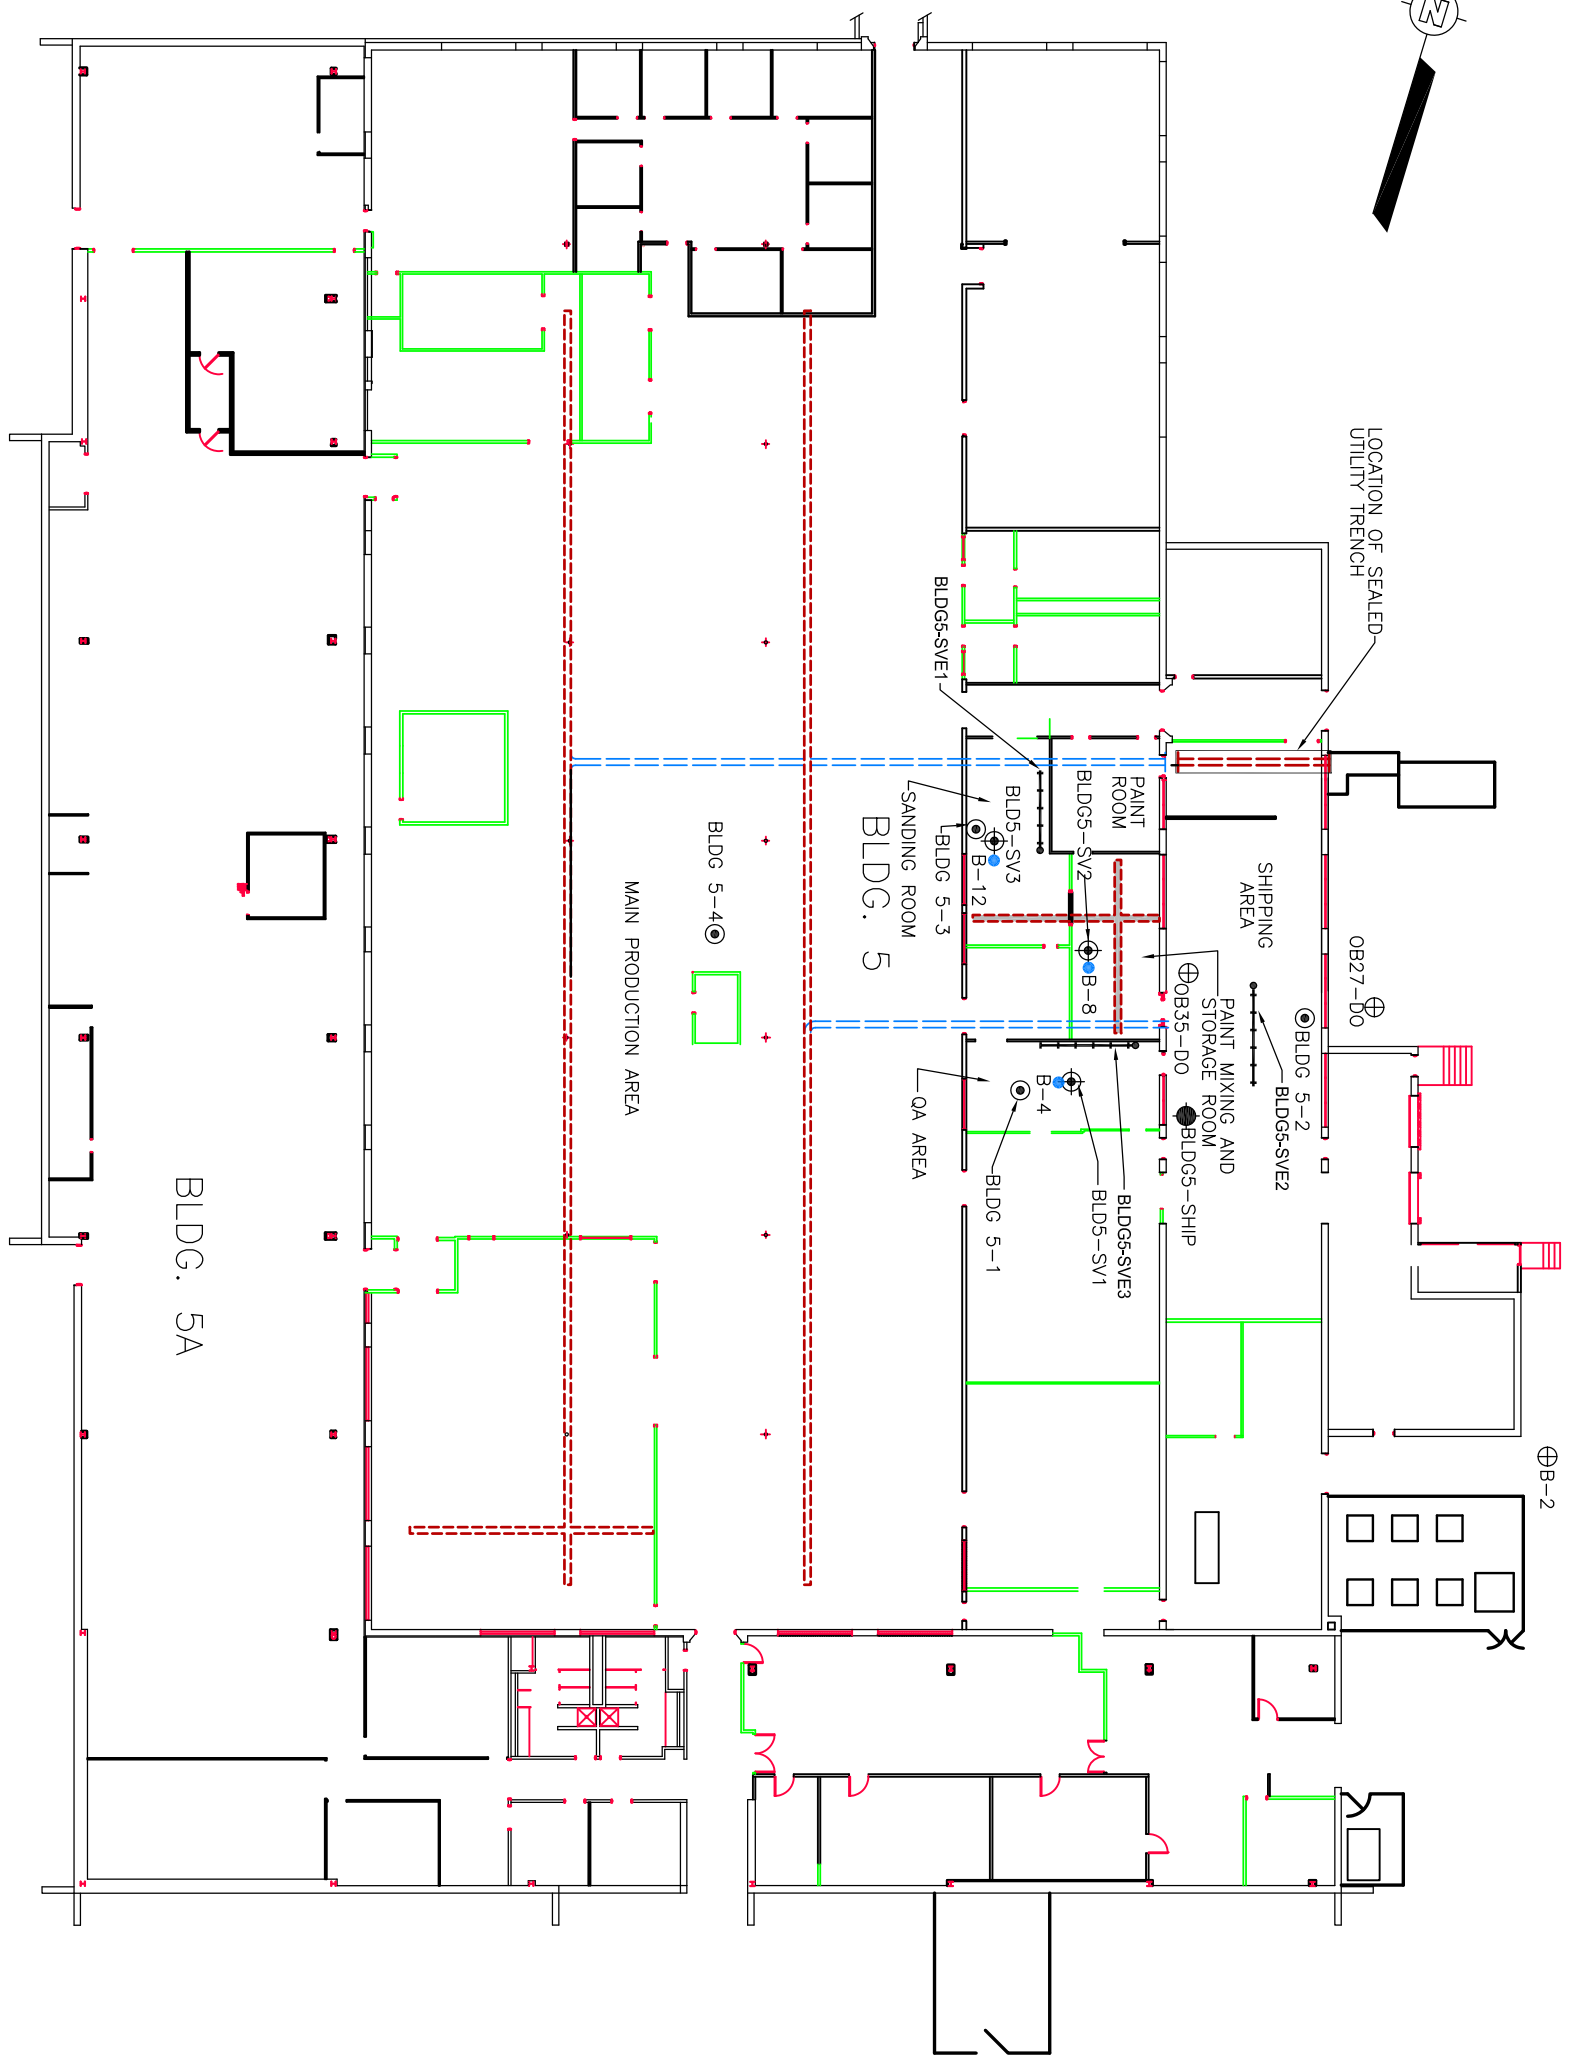 N
LOCATION OF SEALED
UTILITY TRENCH
BLDG5-SVE1
PAINT
ROOM
BLDG5-SV2
BLD5-SV3
SANDING ROOM
BLDG 5-3
B-12
BLDG 5-4
BLDG. 5
MAIN PRODUCTION AREA
SHIPPING
AREA
OB27-DO
B-8
OB35-DO
PAINT MIXING AND
STORAGE ROOM
BLDG 5-2
BLDG5-SVE2
BLDG5-SHIP
B-4
QA AREA
BLDG 5-1
BLD5-SV1
BLDG5-SVE3
BLDG. 5A
B-2